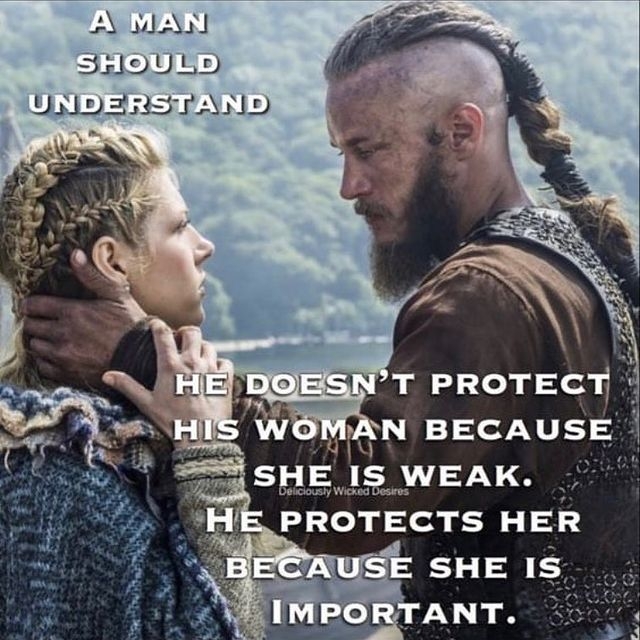 A MAN
SHOULD
UNDERSTAND
HE DOESN'T PROTECT
HIS WOMAN BECAUSE
SHE IS WEAK.
Deliciously Wicked Desires
HE PROTECTS HER
BECAUSE SHE IS
IMPORTANT.